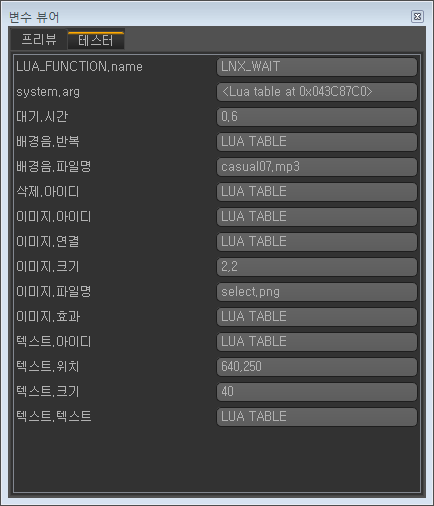 변수 뷰어
프리뷰 테스터
LUA_FUNCTION.name LNX_WAIT
system.arg <Lua table at 0x043C87C0>
대기.시간 0.6
배경음.반복 LUA TABLE
배경음.파일명 casual07.mp3
삭제.아이디 LUA TABLE
이미지.아이디 LUA TABLE
이미지.연결 LUA TABLE
이미지.크기 2,2
이미지.파일명 select.png
이미지.효과 LUA TABLE
텍스트.아이디 LUA TABLE
텍스트.위치 640,250
텍스트.크기 40
텍스트.텍스트 LUA TABLE